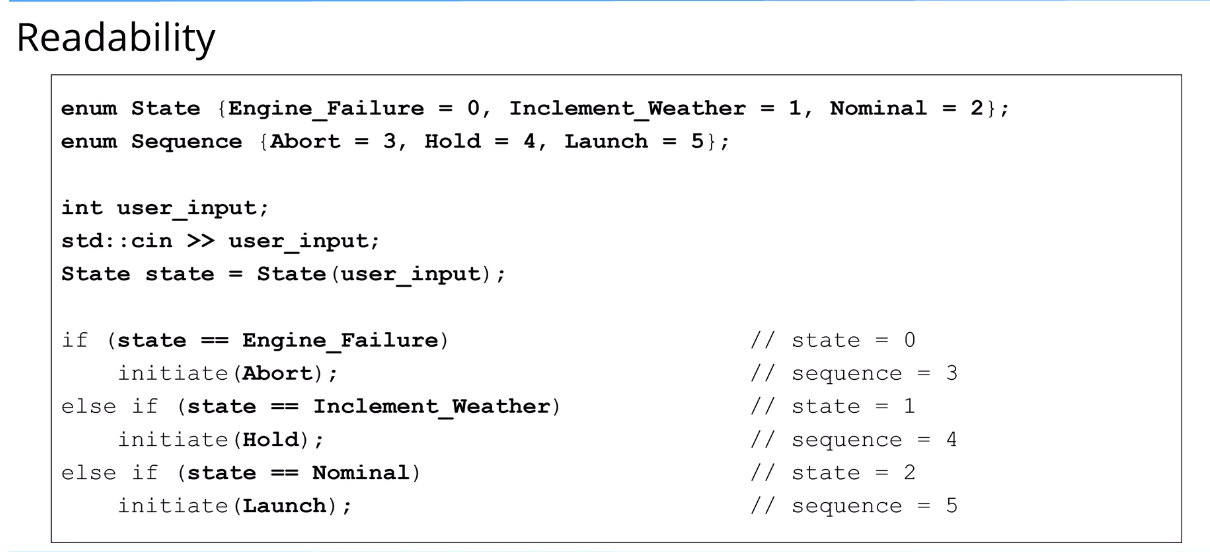 Readability
enum State {Engine_Failure = 0, Inclement_Weather = 1, Nominal = 2};
enum Sequence {Abort = 3, Hold = 4, Launch = 5};
int user_input;
std::cin >> user_input;
State state = State(user_input);
if (state == Engine_Failure) // state = 0
initiate(Abort); // sequence = 3
else if (state == Inclement_Weather) // state = 1
initiate(Hold); // sequence = 4
else if (state == Nominal) // state = 2
initiate(Launch); // sequence = 5